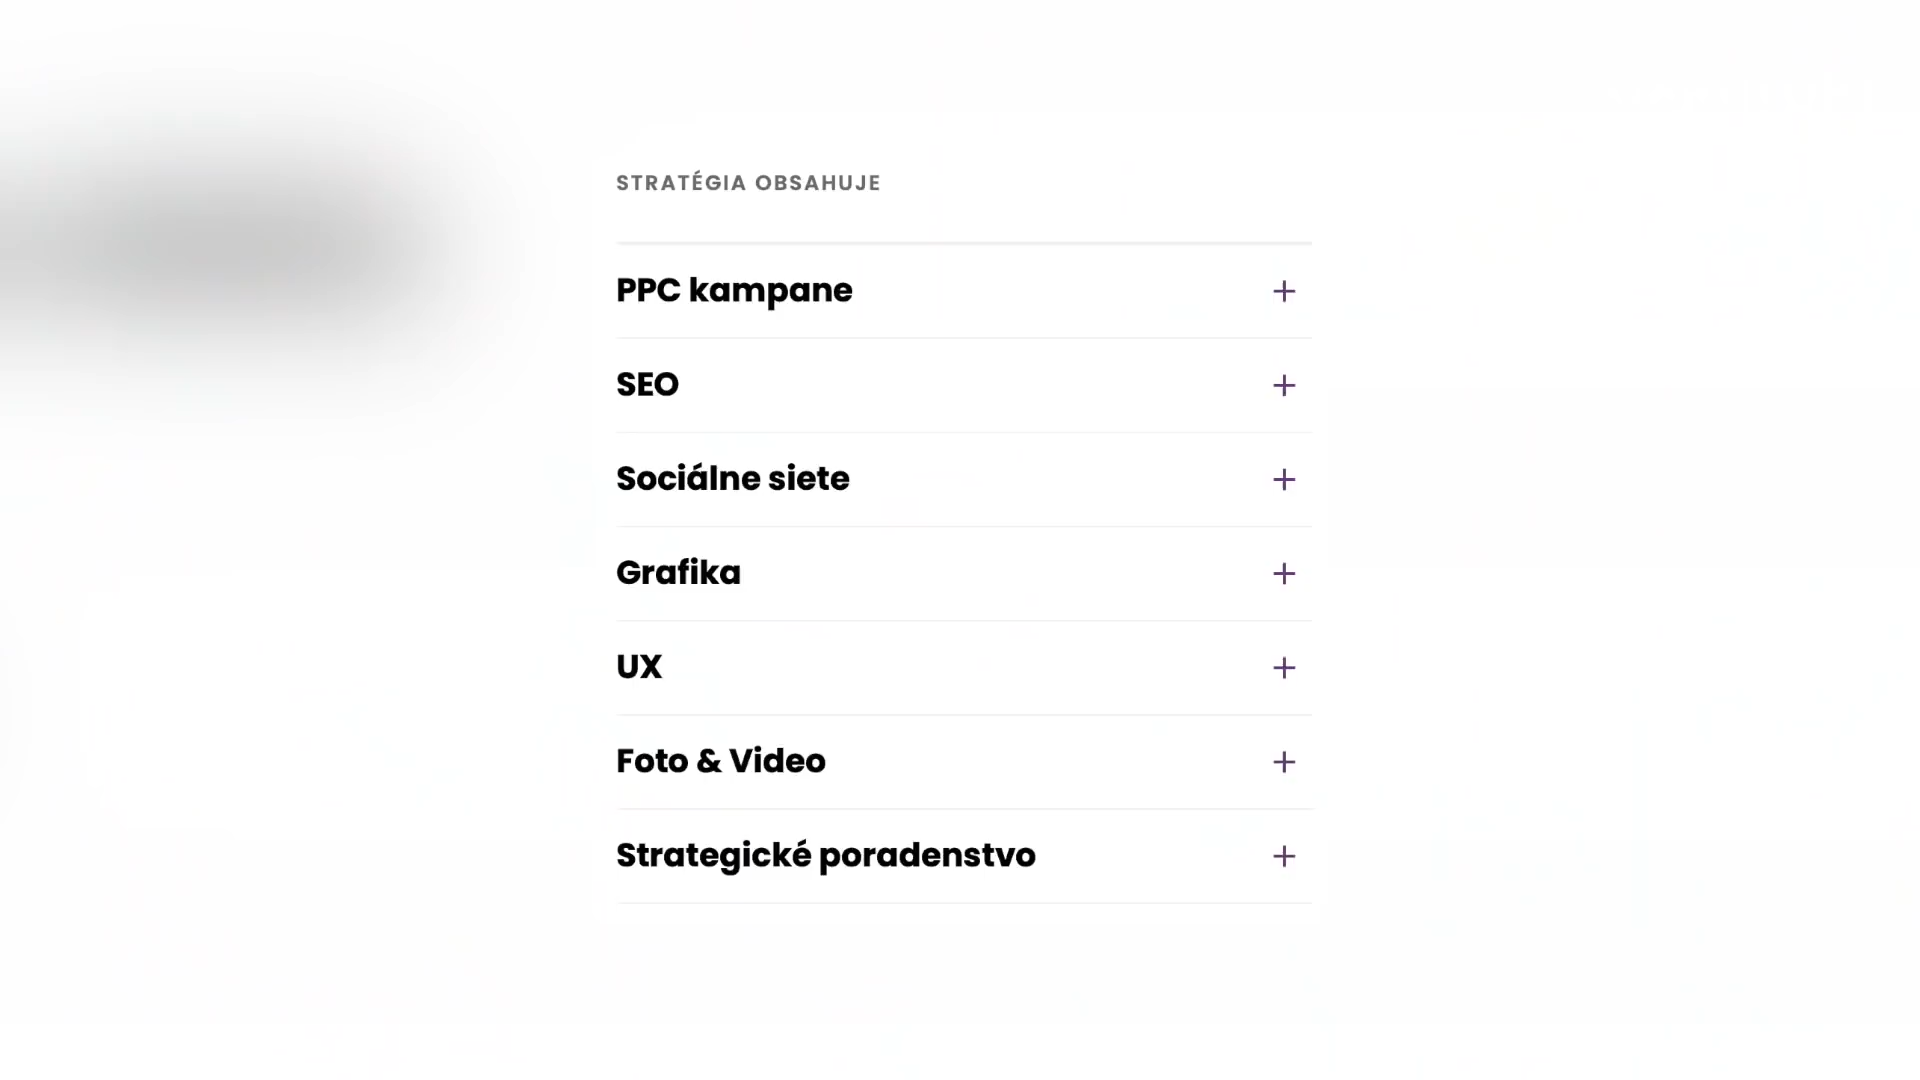 STRATÉGIA OBSAHUJE
PPC kampane
SEO
Sociálne siete
Grafika
UX
Foto & Video
Strategické poradenstvo